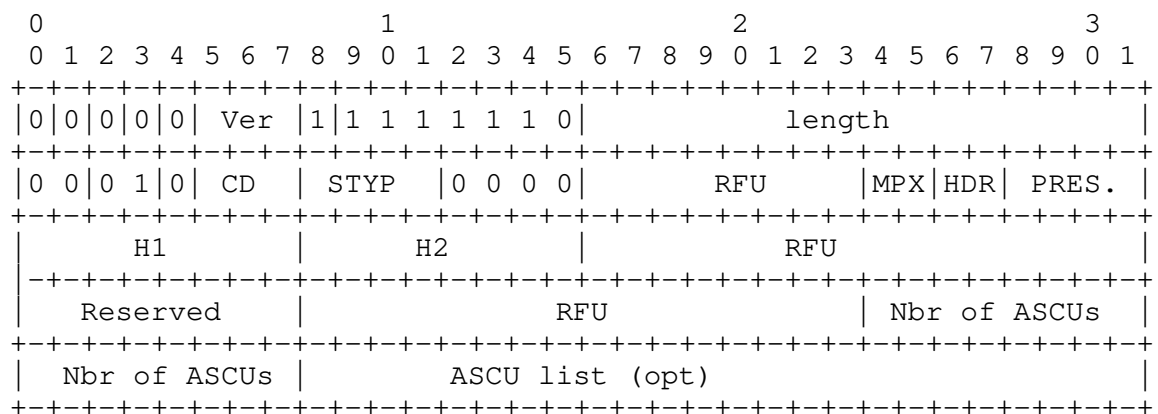 0                   1                   2                   3
0 1 2 3 4 5 6 7 8 9 0 1 2 3 4 5 6 7 8 9 0 1 2 3 4 5 6 7 8 9 0 1
+-+-+-+-+-+-+-+-+-+-+-+-+-+-+-+-+-+-+-+-+-+-+-+-+-+-+-+-+-+-+-+-+
|0|0|0|0|0| Ver |1|1 1 1 1 1 1 0|           length              |
+-+-+-+-+-+-+-+-+-+-+-+-+-+-+-+-+-+-+-+-+-+-+-+-+-+-+-+-+-+-+-+-+
|0 0|0 1|0| CD  | STYP  |0 0 0 0|       RFU     |MPX|HDR| PRES. |
+-+-+-+-+-+-+-+-+-+-+-+-+-+-+-+-+-+-+-+-+-+-+-+-+-+-+-+-+-+-+-+-+
|      H1       |      H2       |           RFU                 |
|-+-+-+-+-+-+-+-+-+-+-+-+-+-+-+-+-+-+-+-+-+-+-+-+-+-+-+-+-+-+-+-+
|   Reserved    |              RFU              | Nbr of ASCUs  |
+-+-+-+-+-+-+-+-+-+-+-+-+-+-+-+-+-+-+-+-+-+-+-+-+-+-+-+-+-+-+-+-+
|  Nbr of ASCUs |        ASCU list (opt)                        |
+-+-+-+-+-+-+-+-+-+-+-+-+-+-+-+-+-+-+-+-+-+-+-+-+-+-+-+-+-+-+-+-+